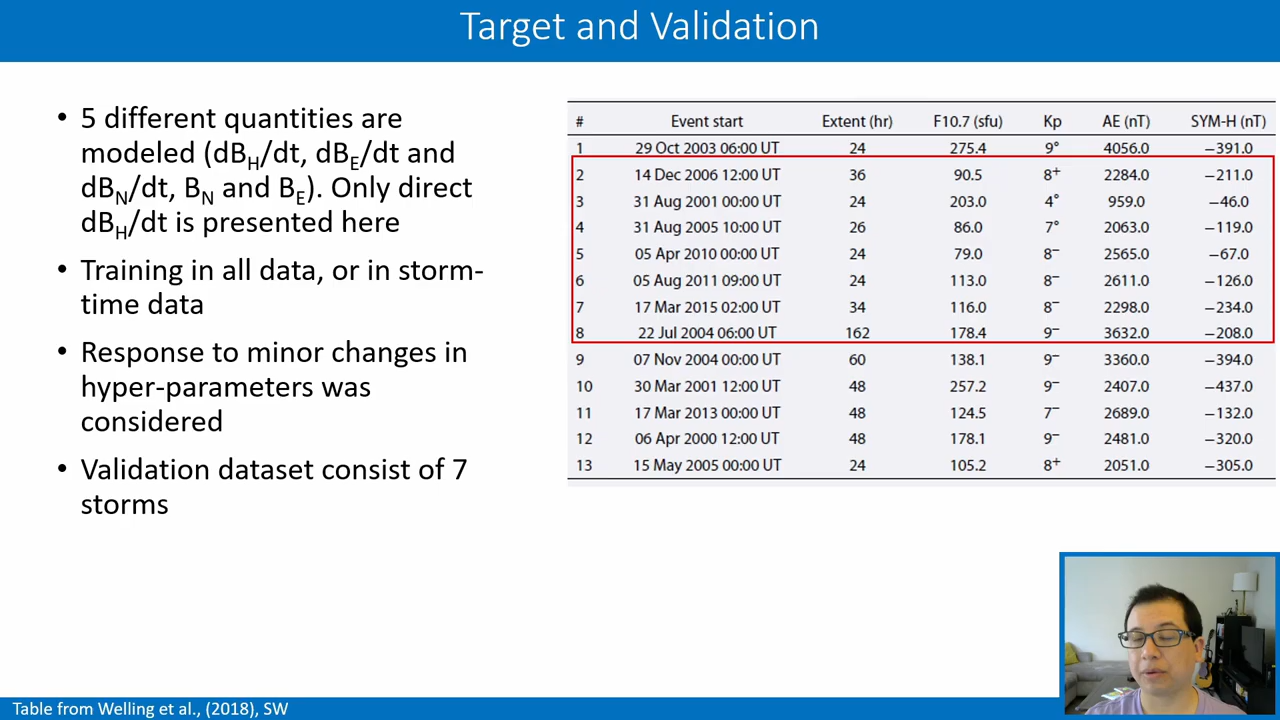 Target and Validation
• 5 different quantities are
modeled (dBH/dt, dBE/dt and
dBN/dt, BN and BE). Only direct
dBH/dt is presented here
• Training in all data, or in storm-
time data
• Response to minor changes in
hyper-parameters was
considered
• Validation dataset consist of 7
storms
# Event start Extent (hr) F10.7 (sfu) Kp AE (nT) SYM-H (nT)
1 29 Oct 2003 06:00 UT 24 275.4 9° 4056.0 −391.0
2 14 Dec 2006 12:00 UT 36 90.5 8⁺ 2284.0 −211.0
3 31 Aug 2001 00:00 UT 24 203.0 4° 959.0 −46.0
4 31 Aug 2005 10:00 UT 26 86.0 7° 2063.0 −119.0
5 05 Apr 2010 00:00 UT 24 79.0 8⁻ 2565.0 −67.0
6 05 Aug 2011 09:00 UT 24 113.0 8⁻ 2611.0 −126.0
7 17 Mar 2015 02:00 UT 34 116.0 8⁻ 2298.0 −234.0
8 22 Jul 2004 06:00 UT 162 178.4 9⁻ 3632.0 −208.0
9 07 Nov 2004 00:00 UT 60 138.1 9⁻ 3360.0 −394.0
10 30 Mar 2001 12:00 UT 48 257.2 9⁻ 2407.0 −437.0
11 17 Mar 2013 00:00 UT 48 124.5 7⁻ 2689.0 −132.0
12 06 Apr 2000 12:00 UT 48 178.1 9⁻ 2481.0 −320.0
13 15 May 2005 00:00 UT 24 105.2 8⁺ 2051.0 −305.0
Table from Welling et al., (2018), SW